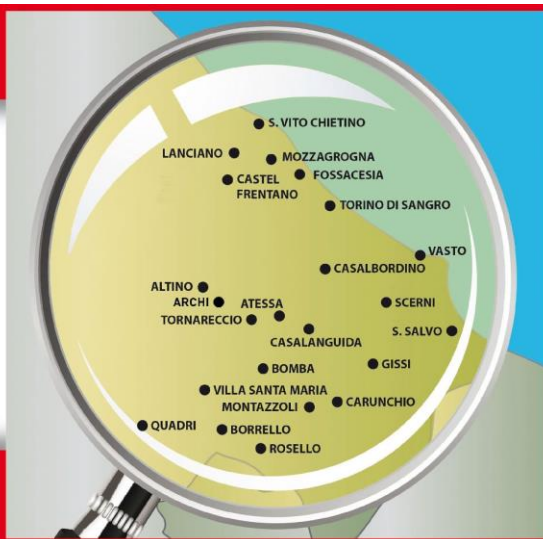 S. VITO CHIETINO
LANCIANO
MOZZAGROGNA
FOSSACESIA
CASTEL
FRENTANO
TORINO DI SANGRO
VASTO
CASALBORDINO
ALTINO
ARCHI
ATESSA
SCERNI
TORNARECCIO
S. SALVO
CASALANGUIDA
GISSI
BOMBA
VILLA SANTA MARIA
CARUNCHIO
MONTAZZOLI
QUADRI
BORRELLO
ROSELLO